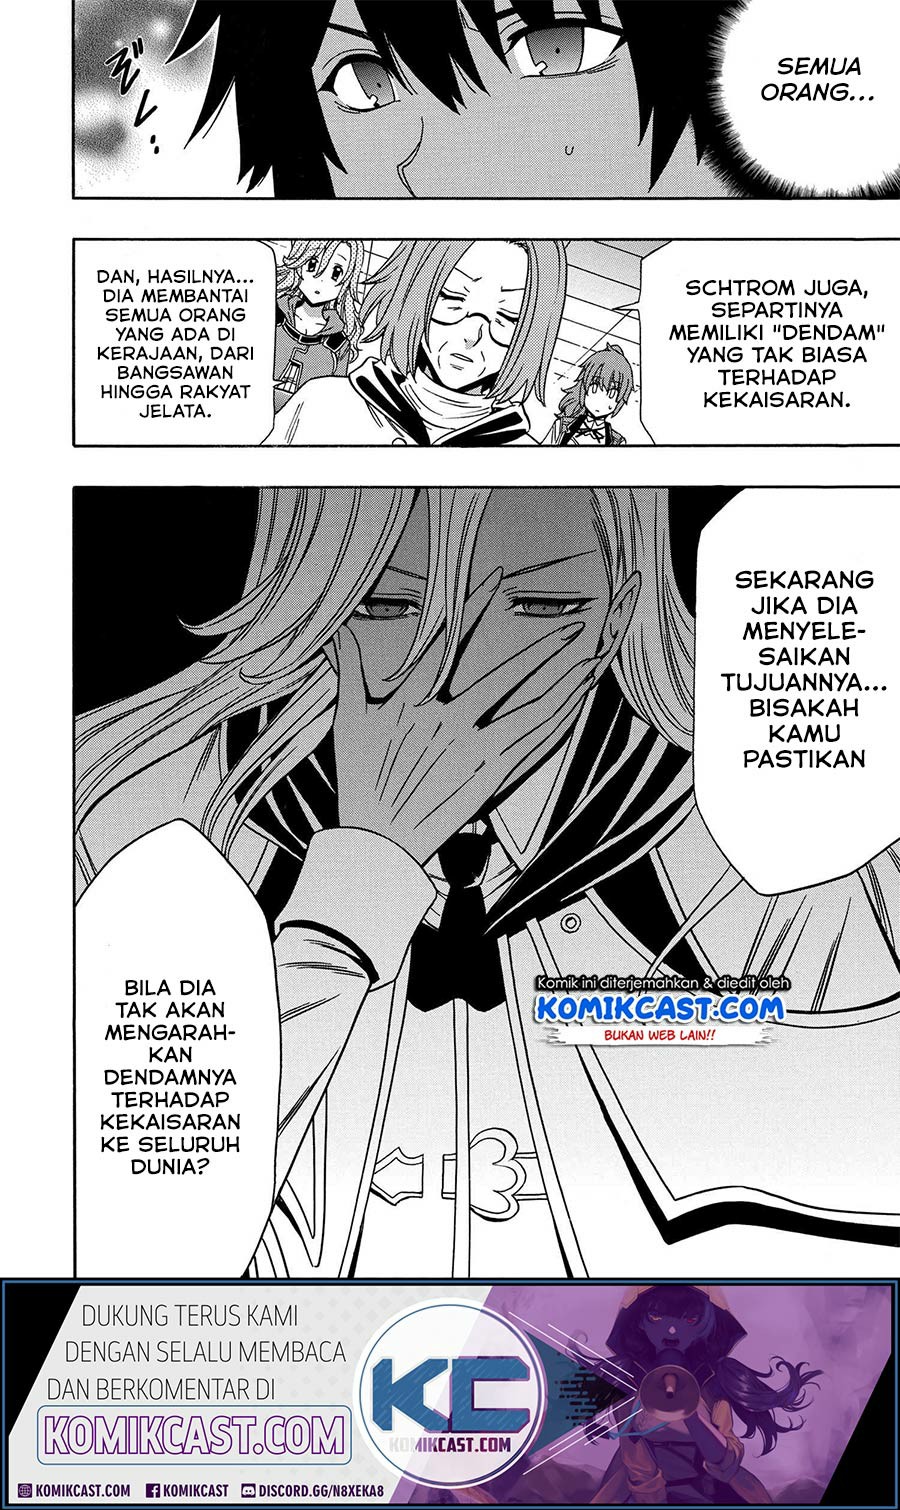 SEMUA
ORANG...
SCHTROM JUGA,
SEPARTINYA
MEMILIKI "DENDAM"
YANG TAK BIASA
TERHADAP
KEKAISARAN.
DAN, HASILNYA...
DIA MEMBANTAI
SEMUA ORANG
YANG ADA DI
KERAJAAN, DARI
BANGSAWAN
HINGGA RAKYAT
JELATA.
SEKARANG
JIKA DIA
MENYELE-
SAIKAN
TUJUANNYA...
BISAKAH
KAMU
PASTIKAN
BILA DIA
TAK AKAN
MENGARAH-
KAN
DENDAMNYA
TERHADAP
KEKAISARAN
KE SELURUH
DUNIA?
Komik ini diterjemahkan & diedit oleh
KOMIKCAST.COM
BUKAN WEB LAIN!!
DUKUNG TERUS KAMI
DENGAN SELALU MEMBACA
DAN BERKOMENTAR DI
KOMIKCAST.COM
KC
KOMIKCAST.COM
KOMIKCAST.COM KOMIKCAST DISCORD.GG/N8XEKA8